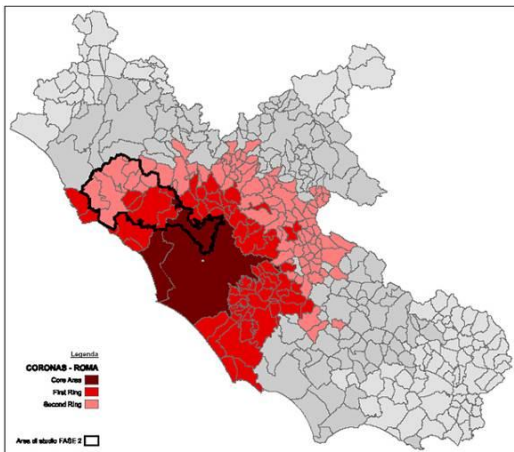 Legenda
CORONAS - ROMA
Core Area
First Ring
Second Ring
Area di studio FASE 2